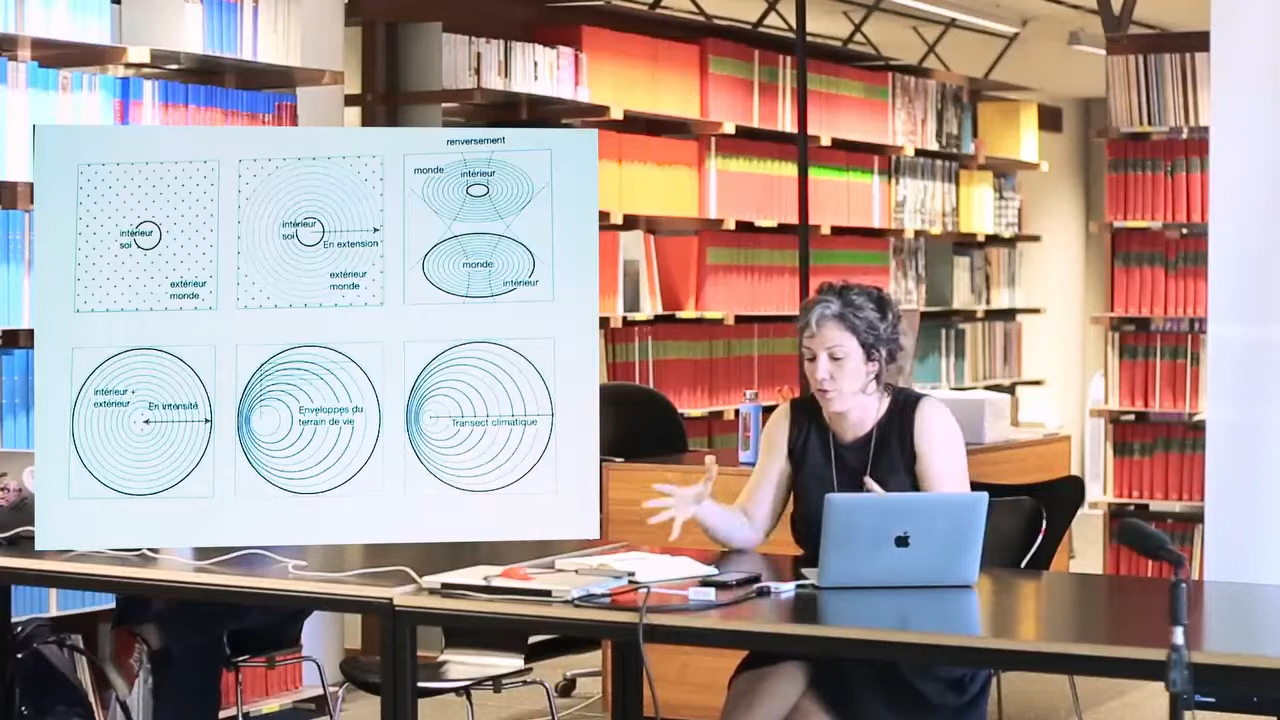 renversement
intérieur
soi
extérieur
monde
intérieur
soi
En extension
extérieur
monde
monde
intérieur
monde
intérieur
intérieur +
extérieur
En intensité
Enveloppes du
terrain de vie
Transect climatique